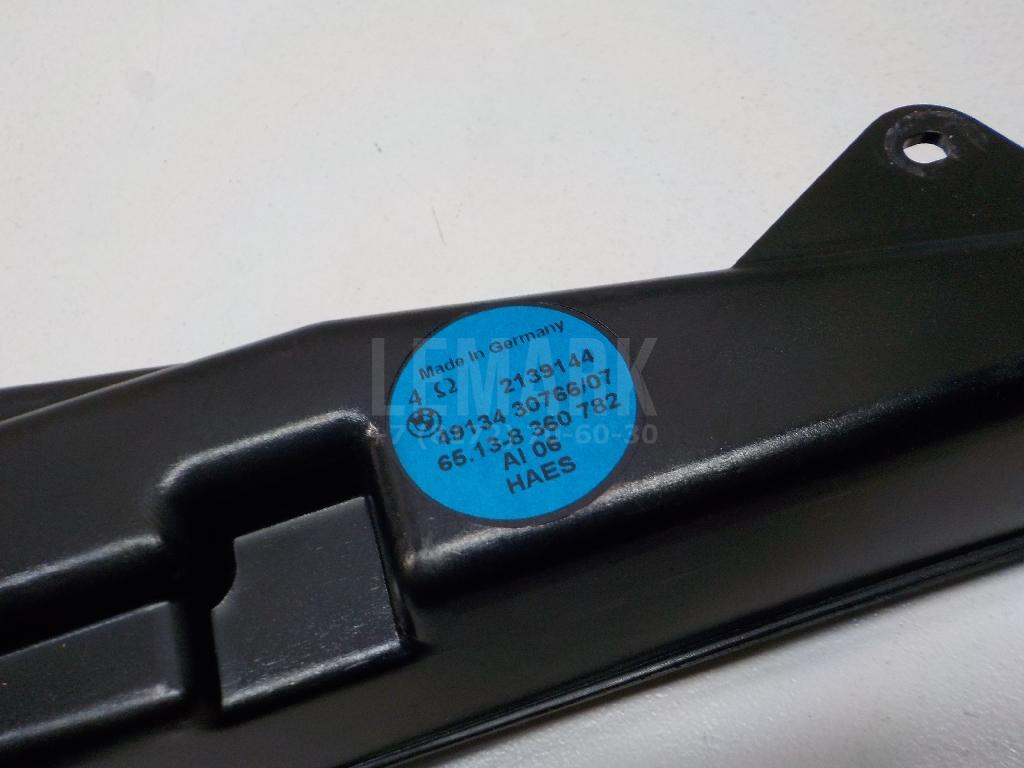 Made In Germany
4 Ω 2139144
49134 30766/07
65.13-8 360 782
AI 06
HAES
LEMARK